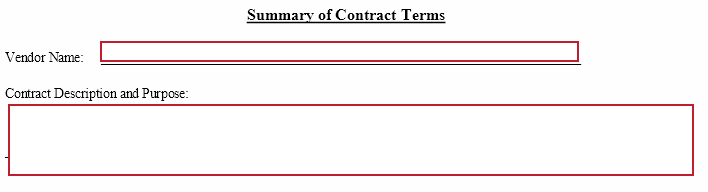 Summary of Contract Terms
Vendor Name:
Contract Description and Purpose: